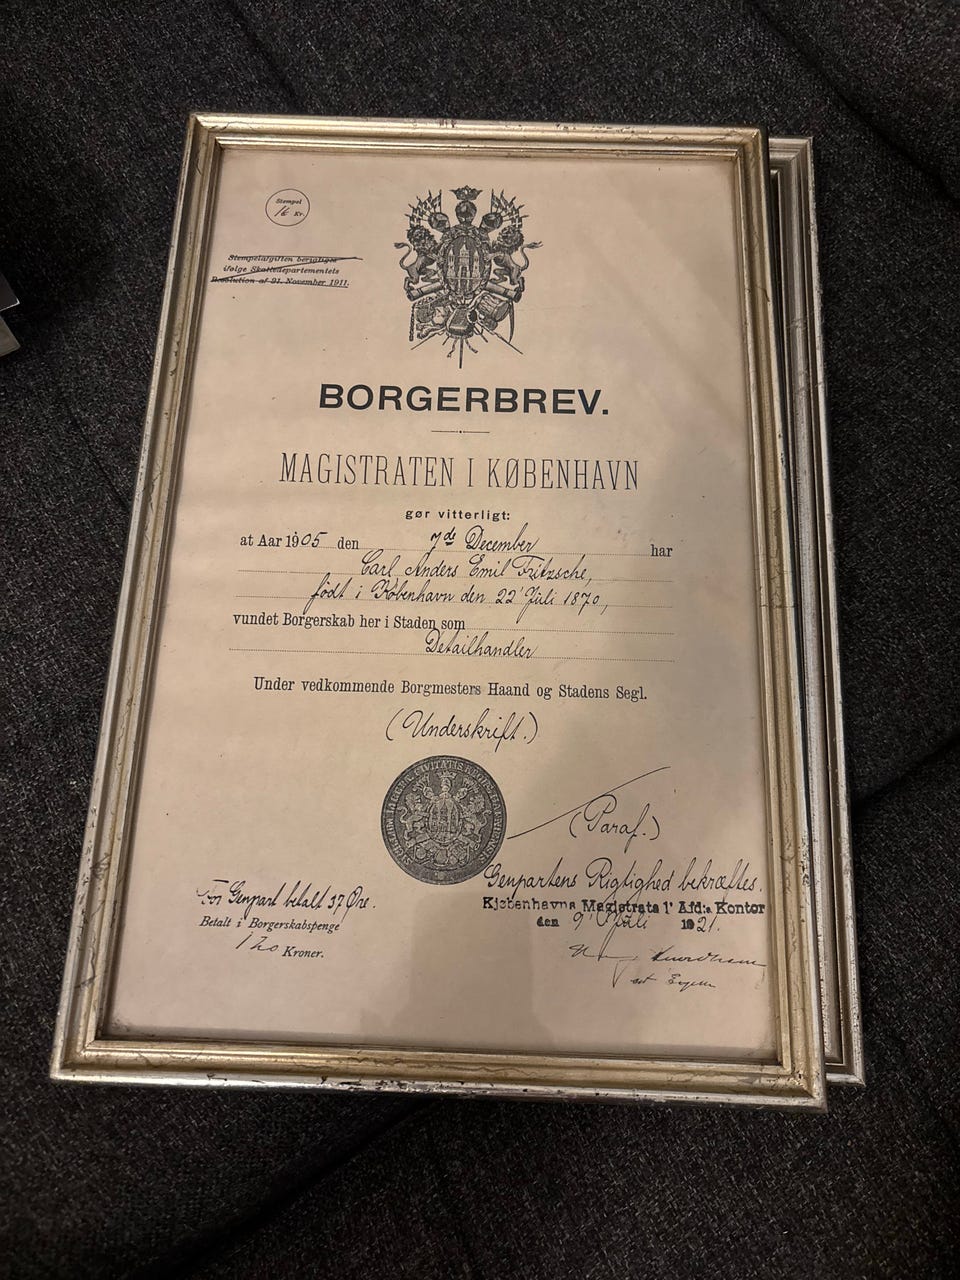 Stempel
Kr.
Stempelafgiften berigtiges
ifølge Skattedepartementets
Resolution af 21. November 1911.
BORGERBREV.
MAGISTRATEN I KØBENHAVN
gør vitterligt:
at Aar 1905 den 7de December har
Carl Anders Emil Fritzsche,
født i København den 22' Juli 1870,
vundet Borgerskab her i Staden som
Detailhandler
Under vedkommende Borgmesters Haand og Stadens Segl.
(Underskrift.)
(Paraf.)
Genpartens Rigtighed bekræftes.
Kjøbenhavns Magistrats 1' Afd:s Kontor
den 9' Juli 1921.
For Genpart betalt 37 Øre.
Betalt i Borgerskabspenge
120 Kroner.